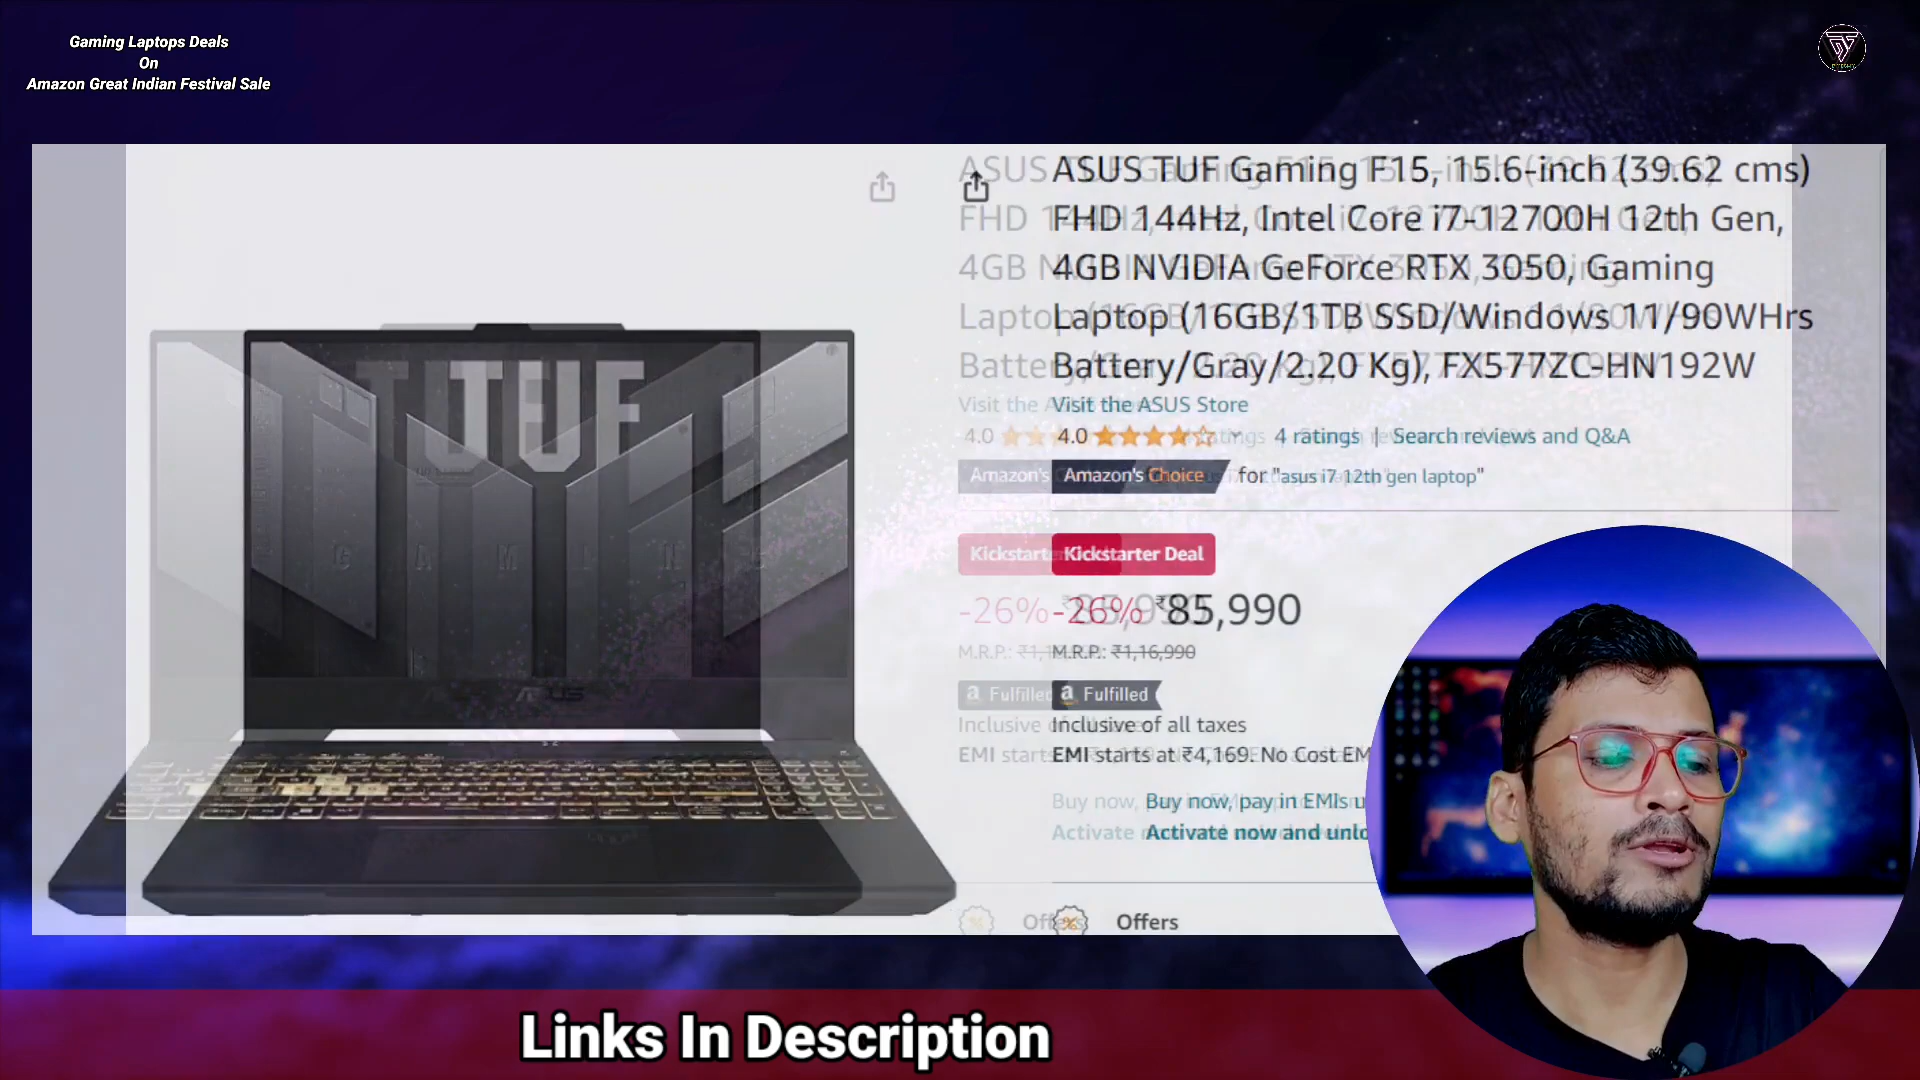 Gaming Laptops Deals
On
Amazon Great Indian Festival Sale
ASUS TUF Gaming F15, 15.6-inch (39.62 cms)
FHD 144Hz, Intel Core i7-12700H 12th Gen,
4GB NVIDIA GeForce RTX 3050, Gaming
Laptop (16GB/1TB SSD/Windows 11/90WHrs
Battery/Gray/2.20 Kg), FX577ZC-HN192W
Visit the ASUS Store
4.0 4 ratings | Search reviews and Q&A
Amazon's Choice for "asus i7 12th gen laptop"
Kickstarter Deal
-26% ₹85,990
M.R.P.: ₹1,16,990
a Fulfilled
Inclusive of all taxes
EMI starts at ₹4,169. No Cost EM
Buy now, pay in EMIs u
Activate now and unlo
Offers
TUF
GAMING
ASUS
Links In Description